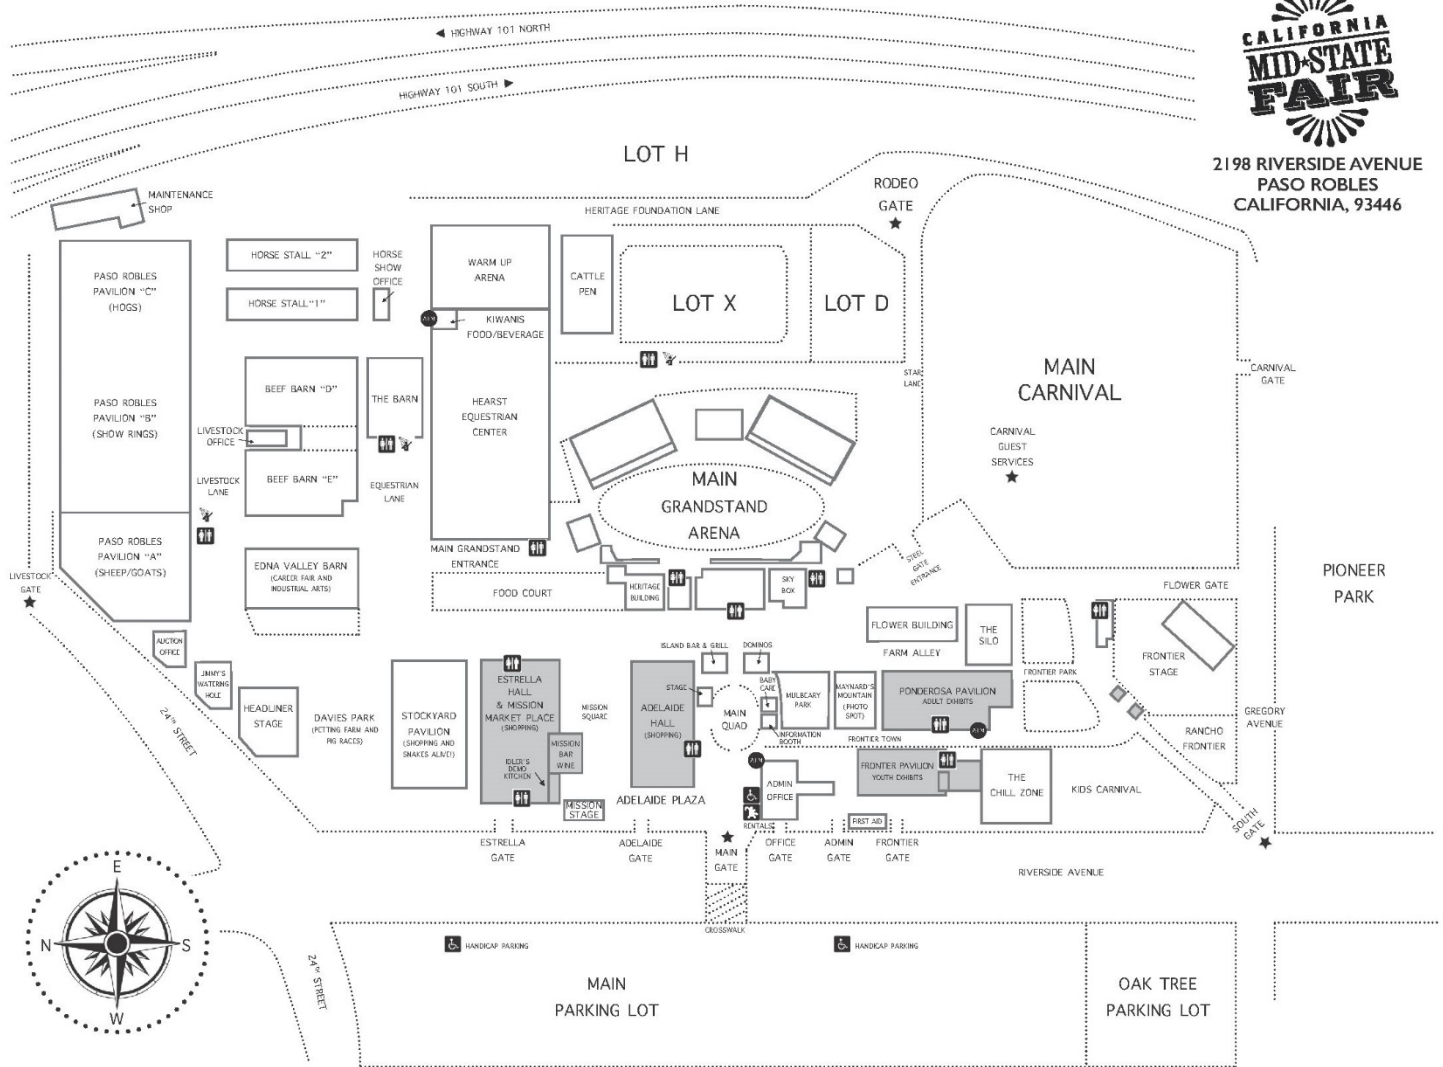 ◄ HIGHWAY 101 NORTH
HIGHWAY 101 SOUTH ►
CALIFORNIA
MID★STATE
FAIR
2198 RIVERSIDE AVENUE
PASO ROBLES
CALIFORNIA, 93446
LOT H
RODEO
GATE
HERITAGE FOUNDATION LANE
MAINTENANCE
SHOP
PASO ROBLES
PAVILION "C"
(HOGS)
HORSE STALL "2"
HORSE STALL"1"
HORSE
SHOW
OFFICE
WARM UP
ARENA
CATTLE
PEN
LOT X
LOT D
ATM
KIWANIS
FOOD/BEVERAGE
MAIN
CARNIVAL
CARNIVAL
GATE
STAR
LANE
PASO ROBLES
PAVILION "B"
(SHOW RINGS)
BEEF BARN "D"
THE BARN
HEARST
EQUESTRIAN
CENTER
LIVESTOCK
OFFICE
CARNIVAL
GUEST
SERVICES
LIVESTOCK
LANE
BEEF BARN "E"
EQUESTRIAN
LANE
MAIN
GRANDSTAND
ARENA
PASO ROBLES
PAVILION "A"
(SHEEP/GOATS)
MAIN GRANDSTAND
ENTRANCE
STEEL
GATE
ENTRANCE
LIVESTOCK
GATE
EDNA VALLEY BARN
(CAREER FAIR AND
INDUSTRIAL ARTS)
FOOD COURT
HERITAGE
BUILDING
SKY
BOX
FLOWER GATE
PIONEER
PARK
AUCTION
OFFICE
FLOWER BUILDING
THE
SILO
FARM ALLEY
FRONTIER
STAGE
JIMMY'S
WATERING
HOLE
HEADLINER
STAGE
DAVIES PARK
(PETTING FARM AND
PIG RACES)
STOCKYARD
PAVILION
(SHOPPING AND
SNAKES ALIVE!)
ESTRELLA
HALL
& MISSION
MARKET PLACE
(SHOPPING)
MISSION
SQUARE
MISSION
BAR
WINE
IDLER'S
DEMO
KITCHEN
MISSION
STAGE
ADELAIDE
HALL
(SHOPPING)
ADELAIDE PLAZA
ISLAND BAR & GRILL
DOMINOS
STAGE
MAIN
QUAD
BABY
CARE
MULBEARY
PARK
INFORMATION
BOOTH
MAYNARD'S
MOUNTAIN
(PHOTO
SPOT)
PONDEROSA PAVILION
ADULT EXHIBITS
ATM
FRONTIER PARK
FRONTIER TOWN
RANCHO
FRONTIER
GREGORY
AVENUE
24TH STREET
ATM
ADMIN
OFFICE
RENTALS
FRONTIER PAVILION
YOUTH EXHIBITS
THE
CHILL ZONE
KIDS CARNIVAL
FIRST AID
SOUTH
GATE
ESTRELLA
GATE
ADELAIDE
GATE
MAIN
GATE
OFFICE
GATE
ADMIN
GATE
FRONTIER
GATE
RIVERSIDE AVENUE
CROSSWALK
E
N
S
W
24TH STREET
HANDICAP PARKING
HANDICAP PARKING
MAIN
PARKING LOT
OAK TREE
PARKING LOT